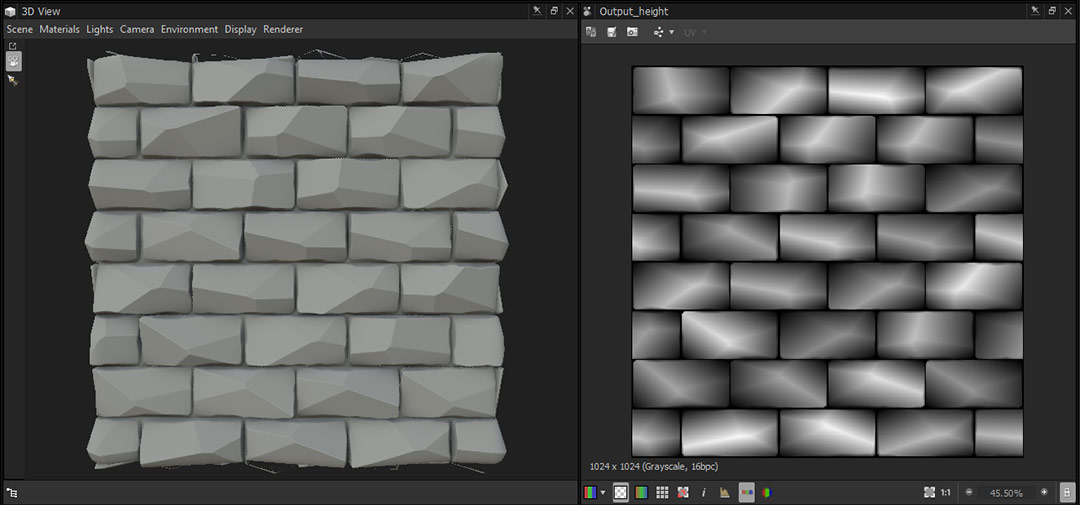 3D View
Scene Materials Lights Camera Environment Display Renderer
Output_height
UV
1024 x 1024 (Grayscale, 16bpc)
i
RGB
1:1
45.50%